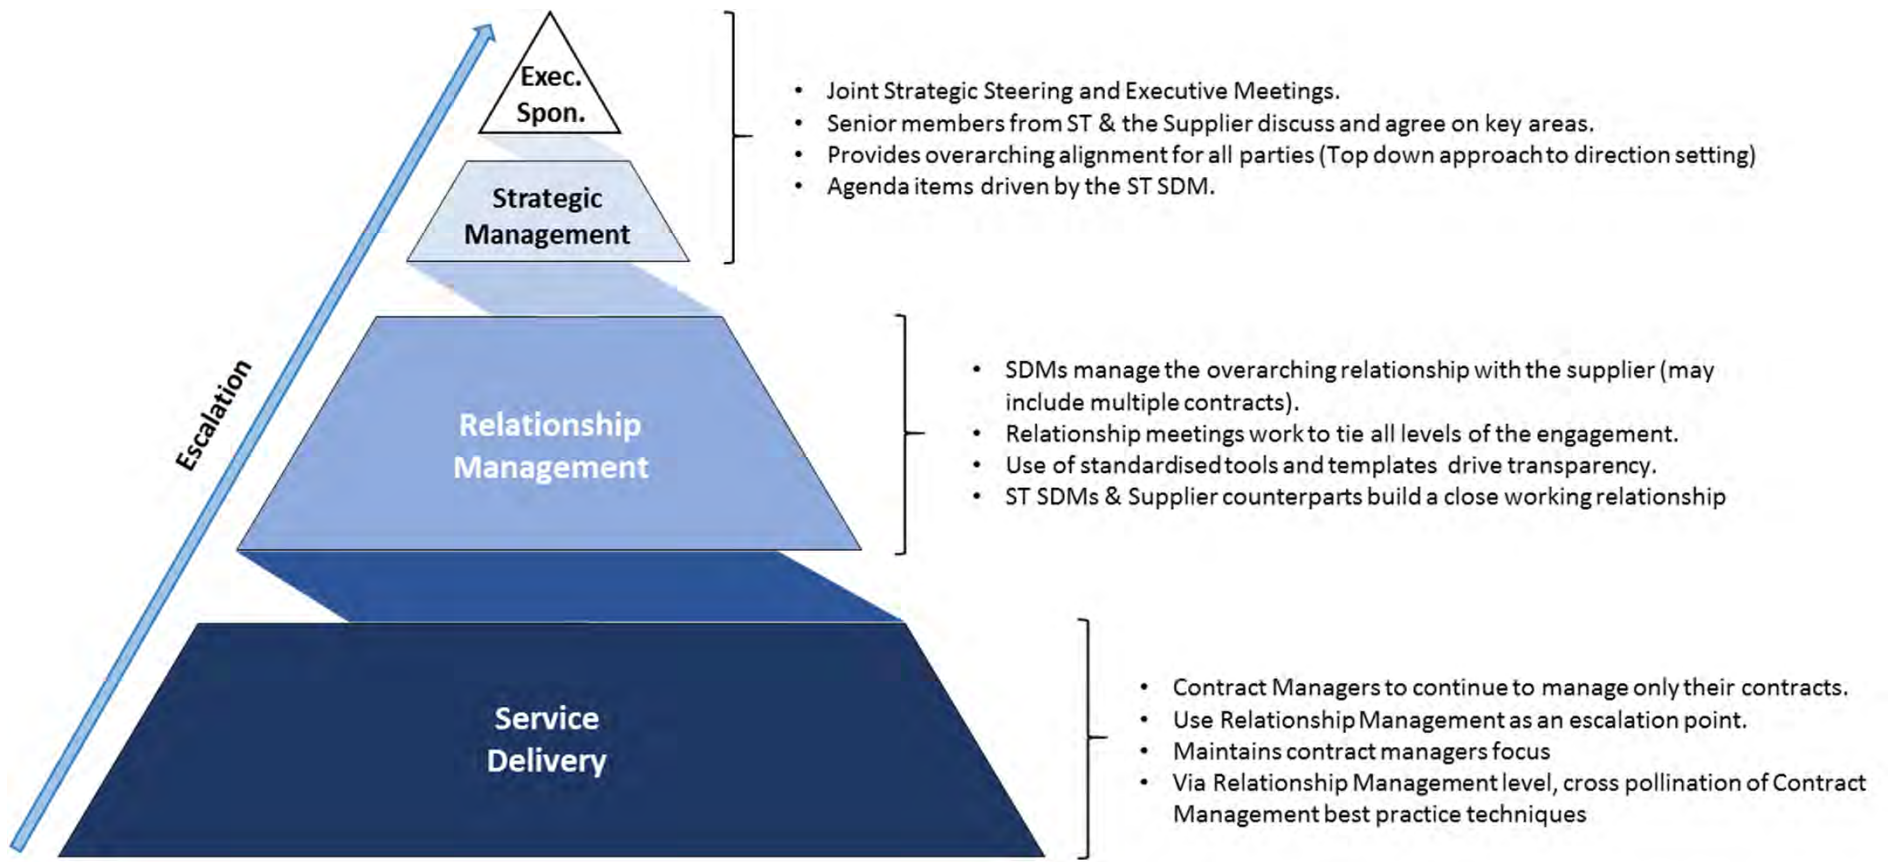 Exec.
Spon.
• Joint Strategic Steering and Executive Meetings.
• Senior members from ST & the Supplier discuss and agree on key areas.
• Provides overarching alignment for all parties (Top down approach to direction setting)
• Agenda items driven by the ST SDM.
Strategic
Management
Escalation
Relationship
Management
• SDMs manage the overarching relationship with the supplier (may
include multiple contracts).
• Relationship meetings work to tie all levels of the engagement.
• Use of standardised tools and templates drive transparency.
• ST SDMs & Supplier counterparts build a close working relationship
Service
Delivery
• Contract Managers to continue to manage only their contracts.
• Use Relationship Management as an escalation point.
• Maintains contract managers focus
• Via Relationship Management level, cross pollination of Contract
Management best practice techniques